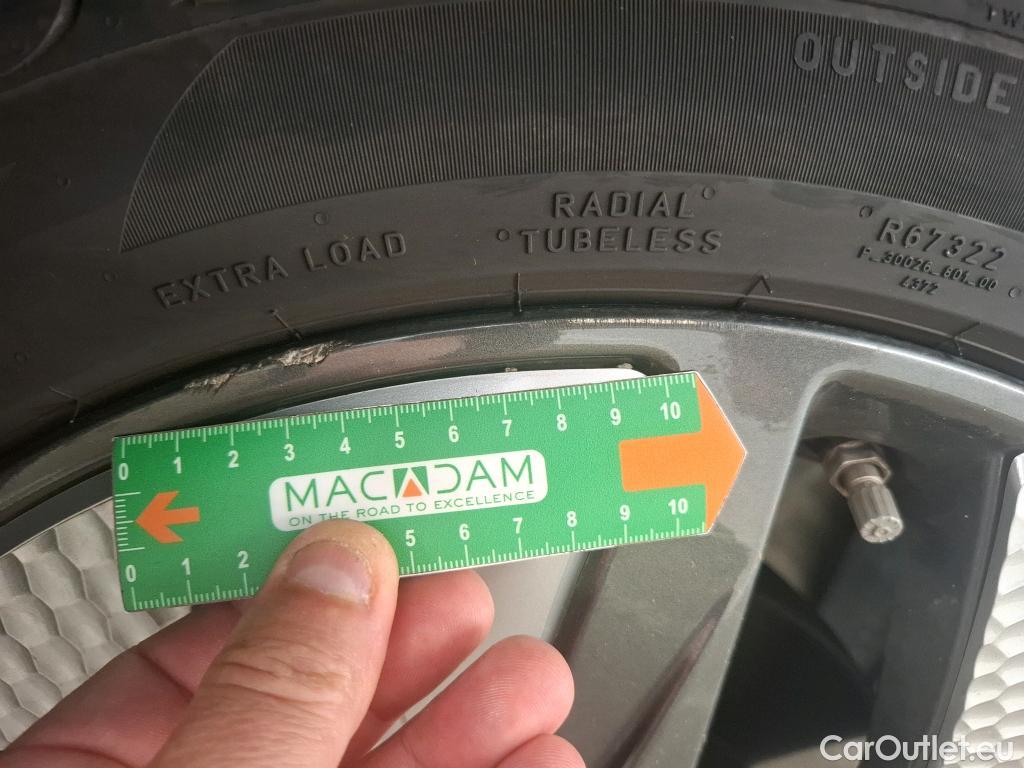 OUTSIDE
RADIAL
TUBELESS
EXTRA LOAD
R67322
0 1 2 3 4 5 6 7 8 9 10
MACADAM
ON THE ROAD TO EXCELLENCE
0 1 2 5 6 7 8 9 10
CarOutlet.eu